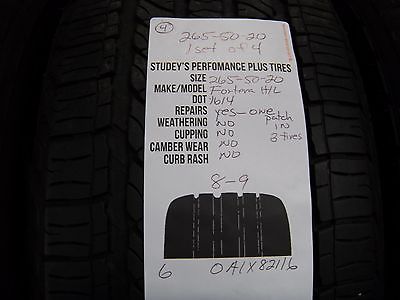 4
265-50-20
1 set of 4
STUDEY'S PERFOMANCE PLUS TIRES
SIZE 265-50-20
MAKE/MODEL Fortera H/L
DOT 1614
REPAIRS yes-one patch in 3 tires
WEATHERING NO
CUPPING NO
CAMBER WEAR NO
CURB RASH NO
8-9
6 0A1X82116